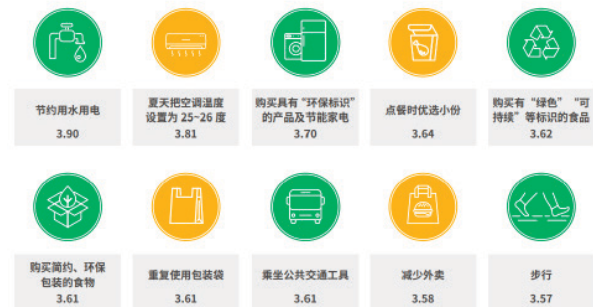 节约用水用电
3.90
夏天把空调温度
设置为 25~26 度
3.81
购买具有“环保标识”
的产品及节能家电
3.70
点餐时优选小份
3.64
购买有“绿色”“可
持续”等标识的食品
3.62
购买简约、环保
包装的食物
3.61
重复使用包装袋
3.61
乘坐公共交通工具
3.61
减少外卖
3.58
步行
3.57